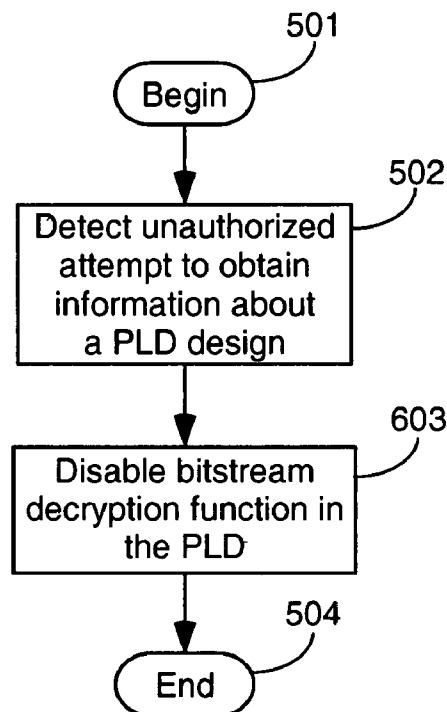 501
Begin
502
Detect unauthorized
attempt to obtain
information about
a PLD design
603
Disable bitstream
decryption function in
the PLD
504
End